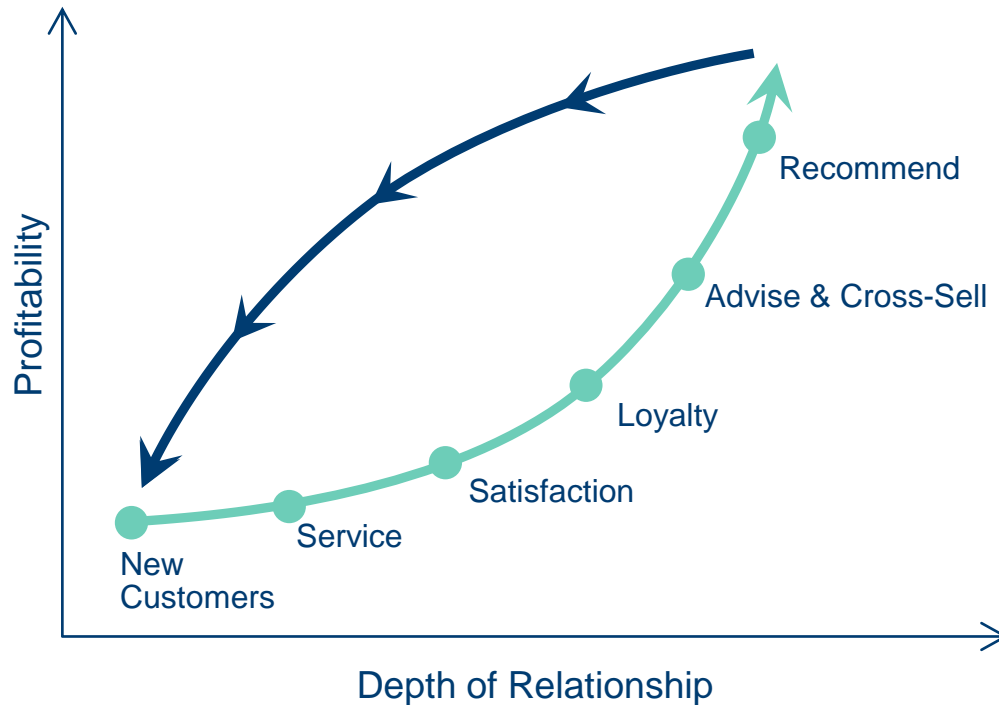 Recommend
Advise & Cross-Sell
Loyalty
Satisfaction
Service
New
Customers
Profitability
Depth of Relationship